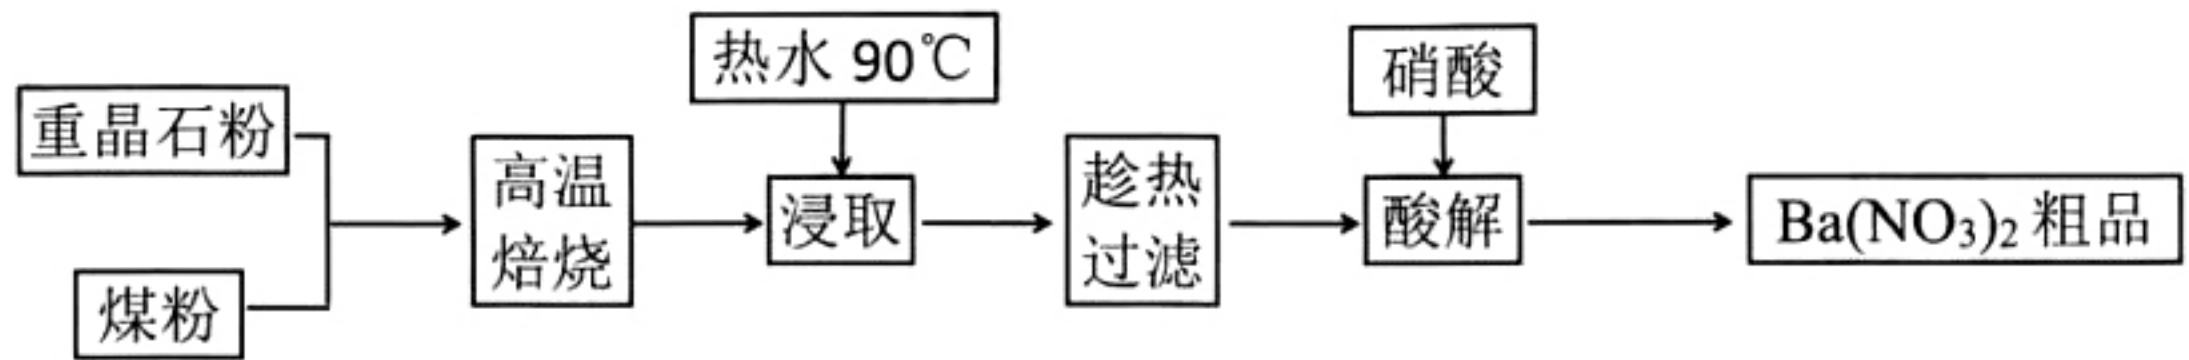 重晶石粉
煤粉
高温
焙烧
热水 90℃
浸取
趁热
过滤
硝酸
酸解
Ba(NO₃)₂ 粗品